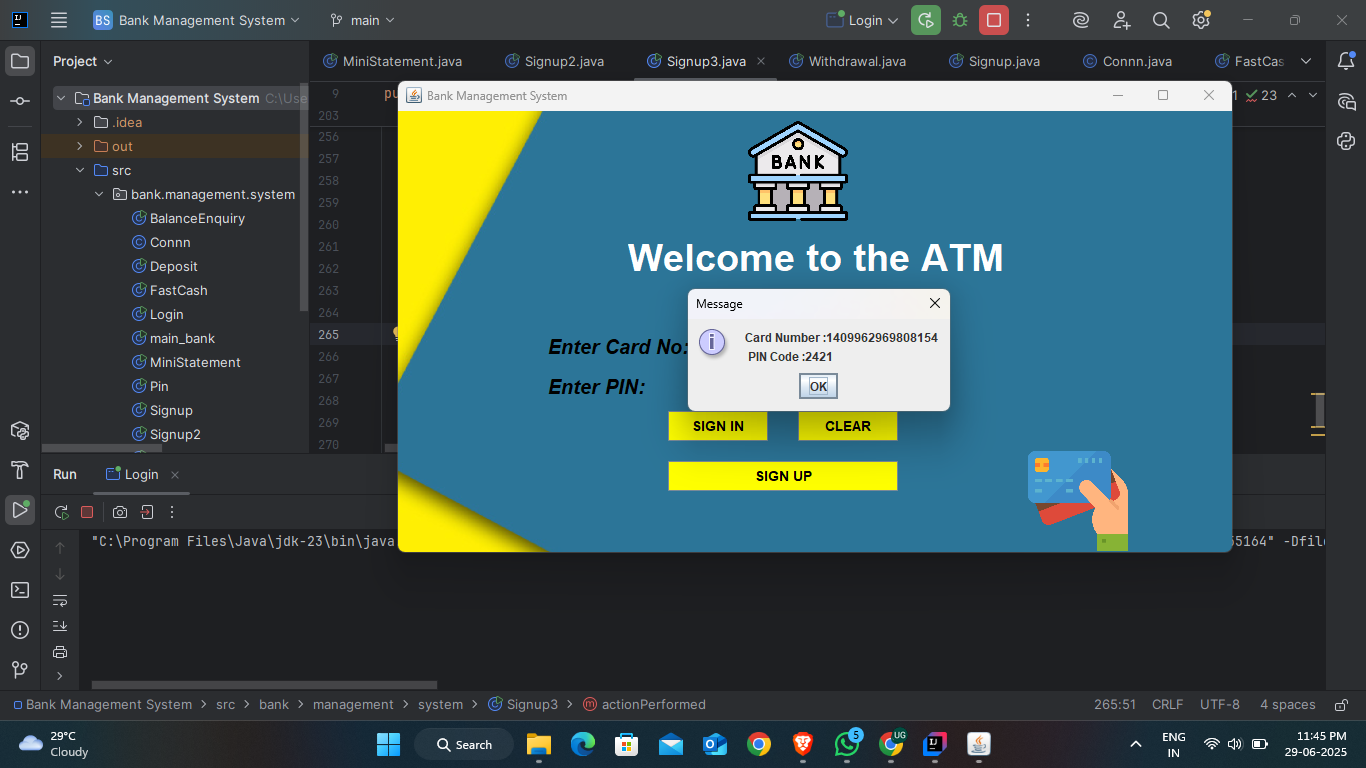 BS Bank Management System main Login
Project
MiniStatement.java Signup2.java Signup3.java Withdrawal.java Signup.java Connn.java FastCas
Bank Management System C:\Use
.idea
out
src
bank.management.system
BalanceEnquiry
Connn
Deposit
FastCash
Login
main_bank
MiniStatement
Pin
Signup
Signup2
9 pu
203
256
257
258
259
260
261
262
263
264
265
266
267
268
269
270
1 23
Bank Management System
BANK
Welcome to the ATM
Enter Card No:
Enter PIN:
SIGN IN CLEAR
SIGN UP
Message
Card Number :1409962969808154
PIN Code :2421
OK
Run Login
"C:\Program Files\Java\jdk-23\bin\java 55164" -Dfile
Bank Management System > src > bank > management > system > Signup3 > actionPerformed
265:51 CRLF UTF-8 4 spaces
29°C
Cloudy
Search
5
UG
ENG
IN
11:45 PM
29-06-2025